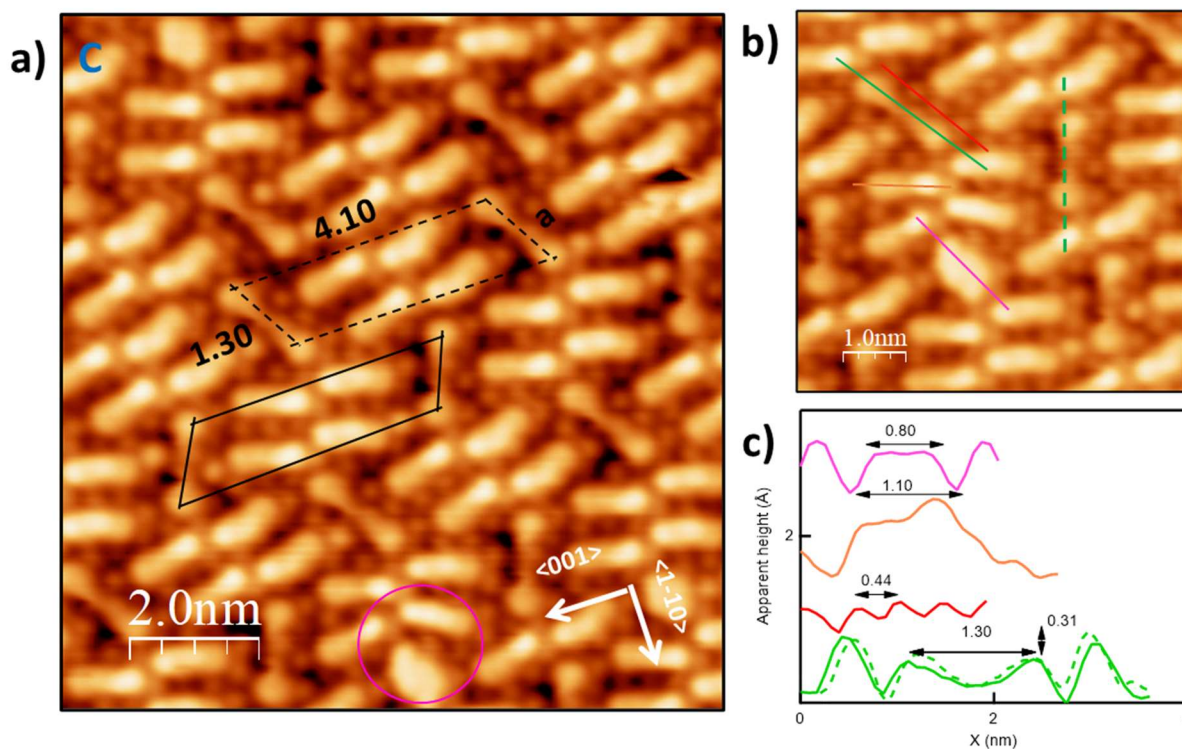 a)
C
4.10
a
1.30
2.0nm
<001>
<1-10>
b)
1.0nm
c)
0.80
1.10
0.44
1.30
0.31
Apparent height (Å)
2
0
2
X (nm)